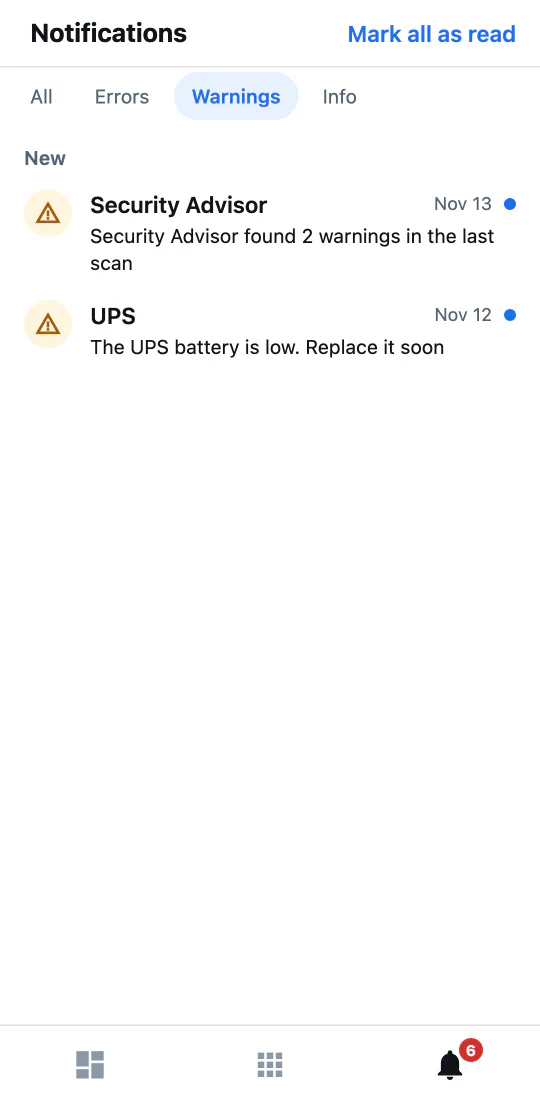 Notifications
Mark all as read
All
Errors
Warnings
Info
New
Security Advisor
Nov 13
Security Advisor found 2 warnings in the last
scan
UPS
Nov 12
The UPS battery is low. Replace it soon
6